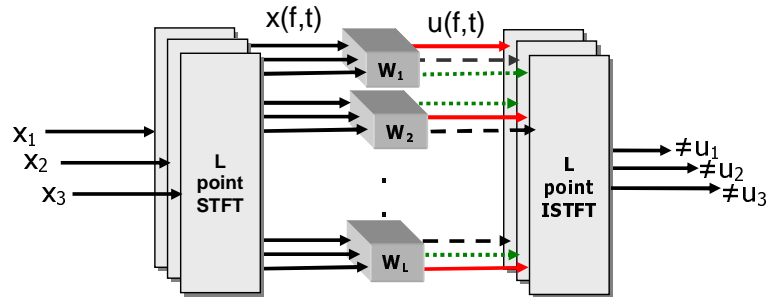 x(f,t)
u(f,t)
W1
W2
WL
x1
x2
x3
L
point
STFT
L
point
ISTFT
≠u1
≠u2
≠u3